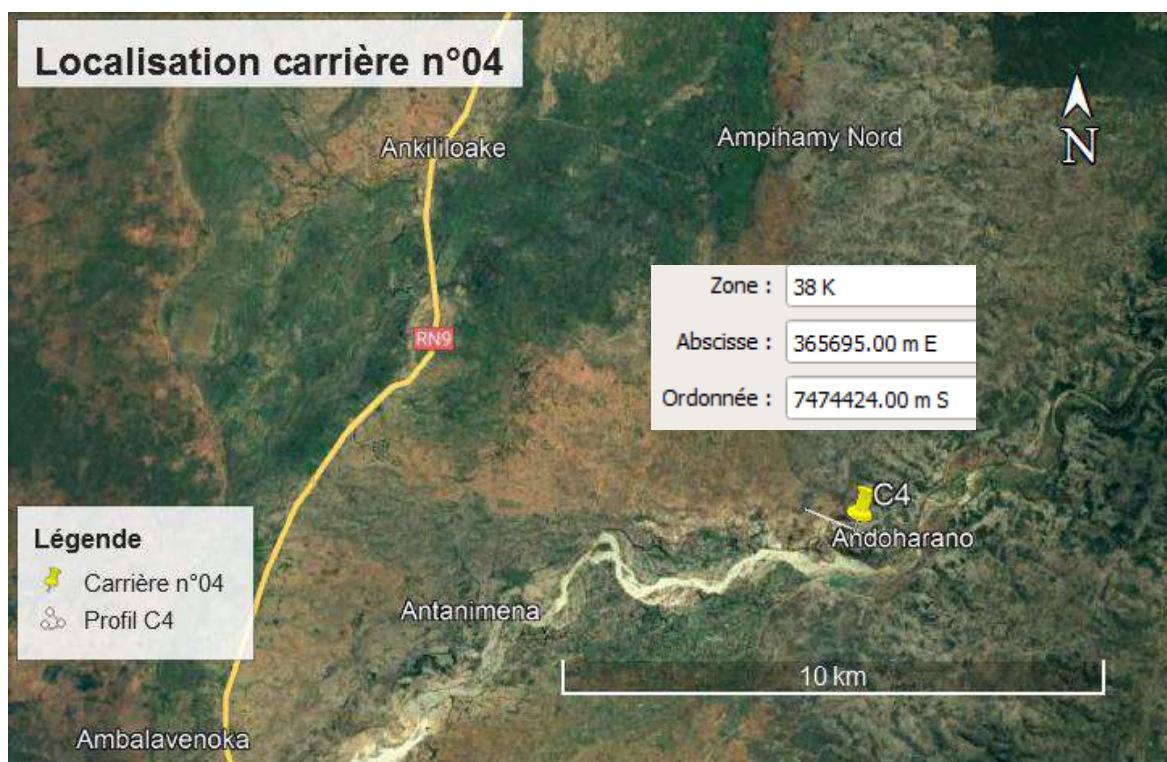 Localisation carrière n°04
Ankililoake
Ampihamy Nord
N
Zone : 38 K
RN9
Abscisse : 365695.00 m E
Ordonnée : 7474424.00 m S
C4
Andoharano
Légende
Carrière n°04
Profil C4
Antanimena
10 km
Ambalavenoka